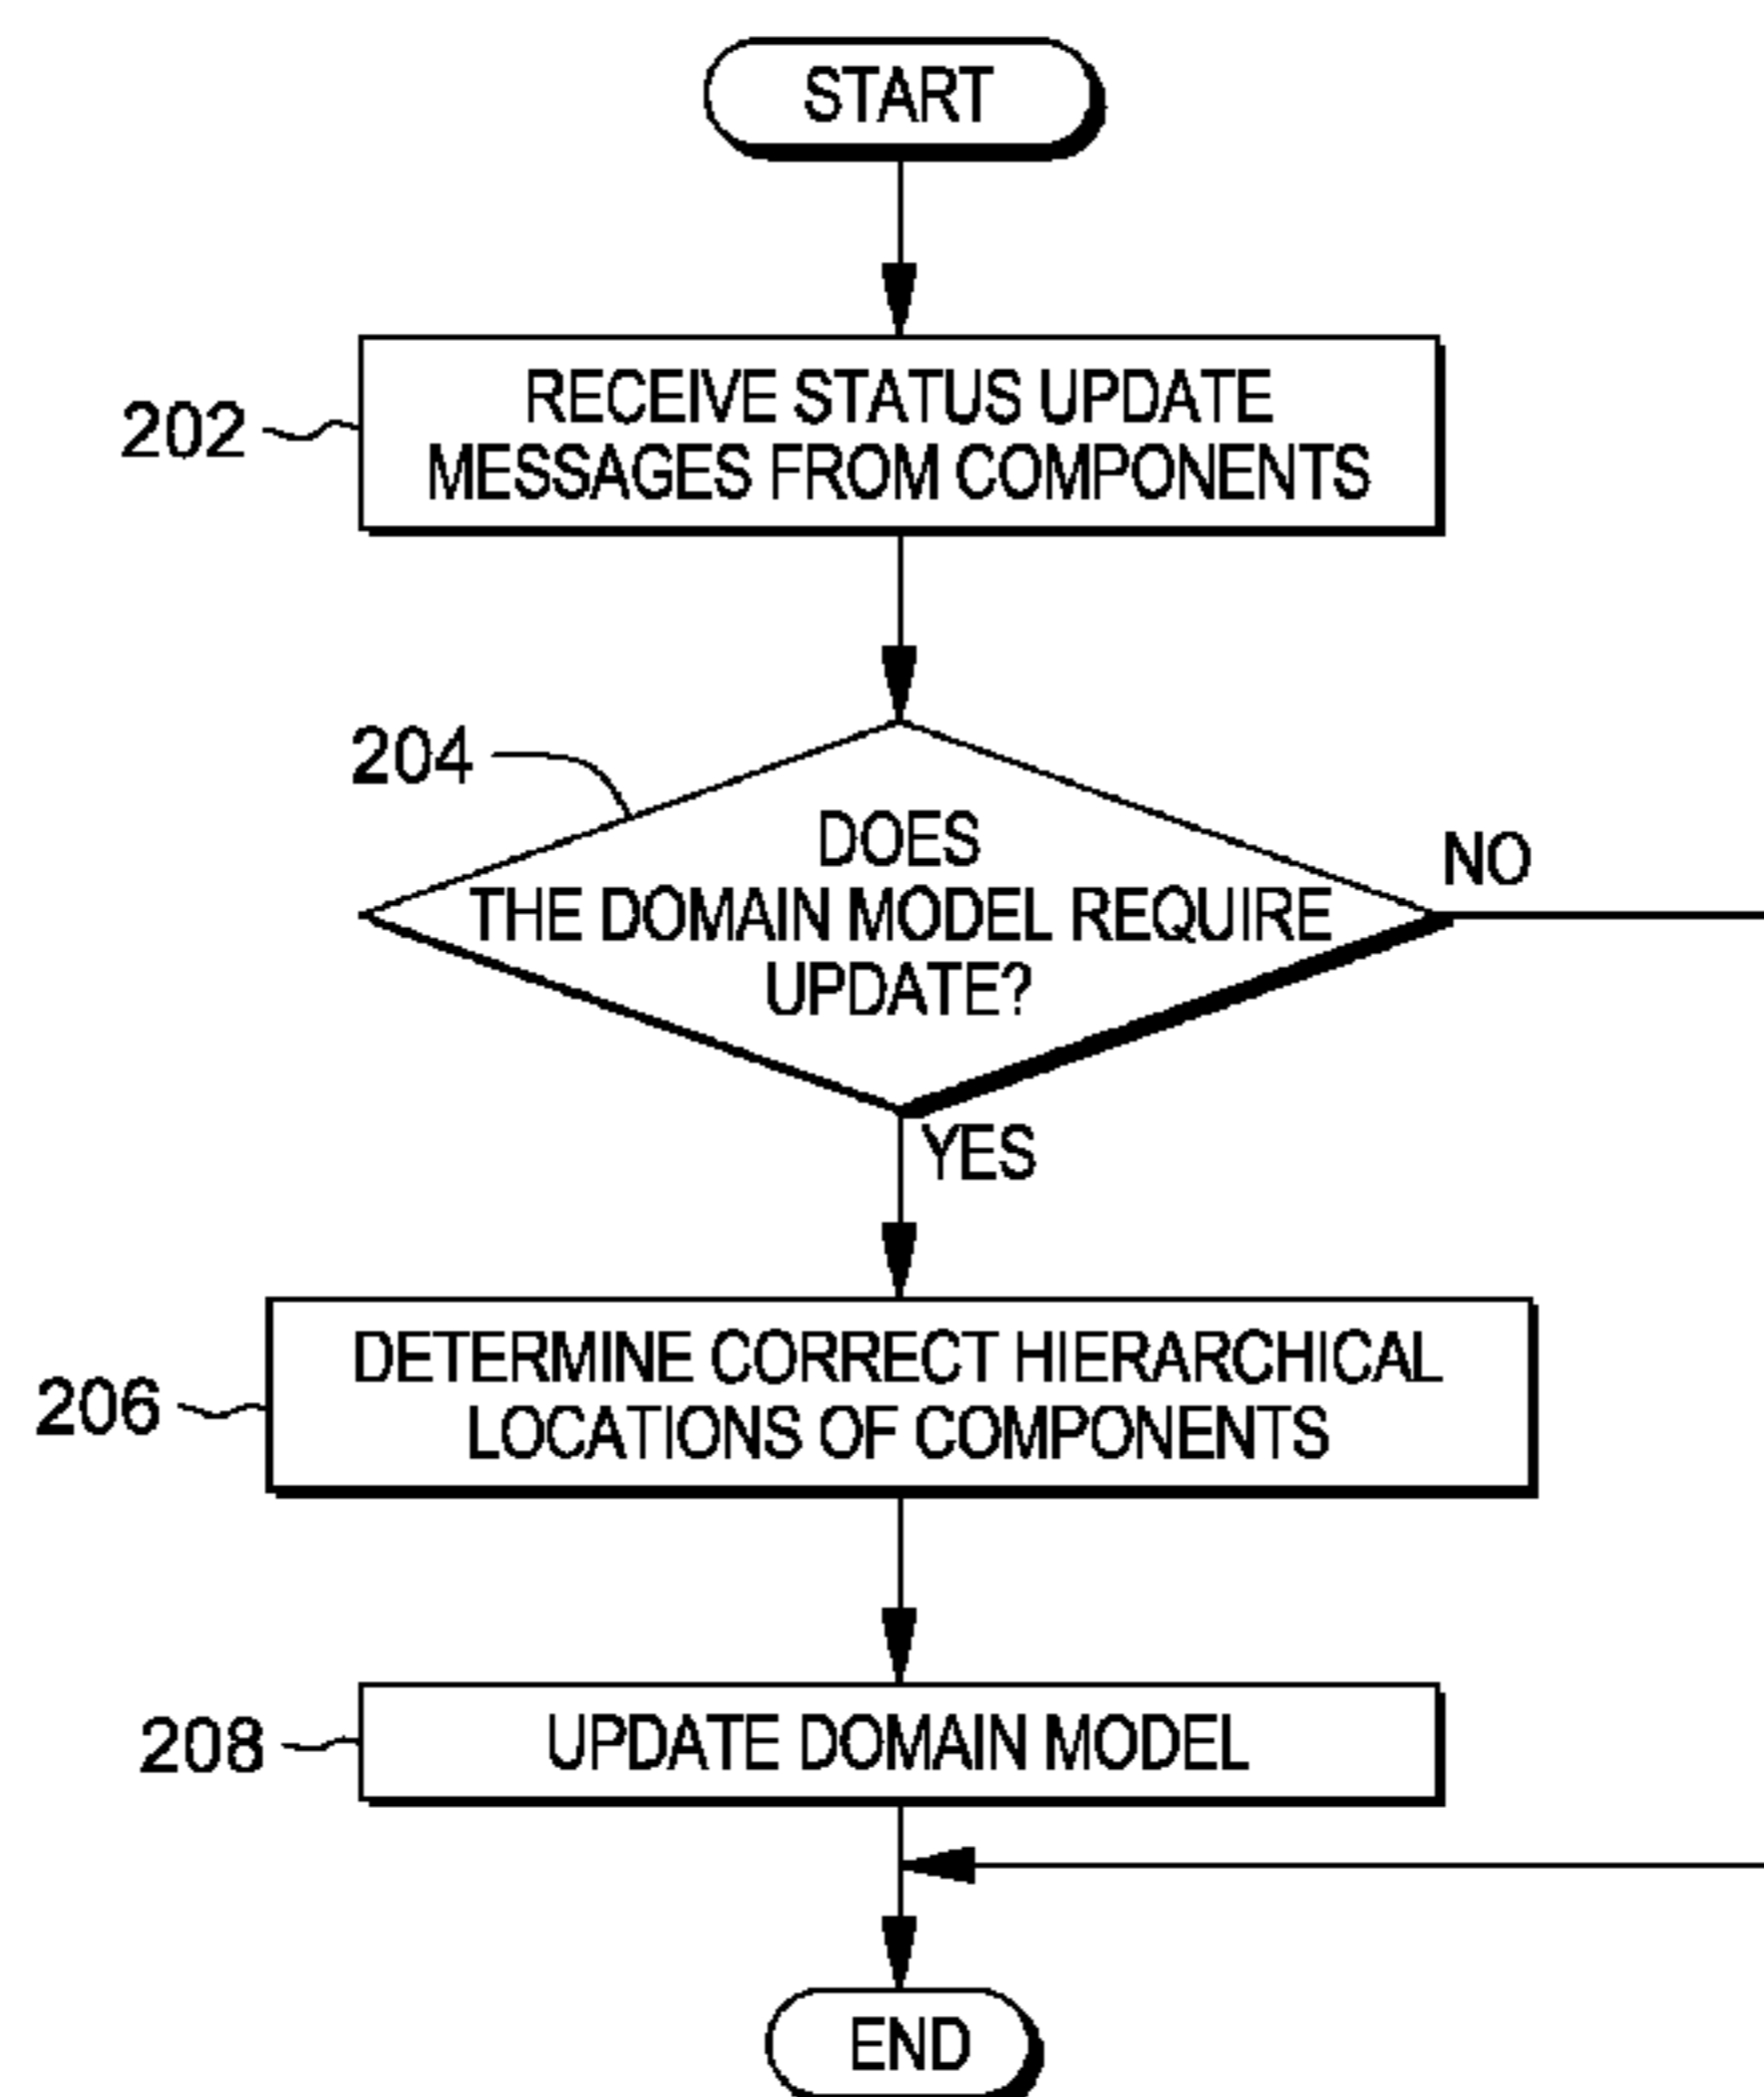 START
202
RECEIVE STATUS UPDATE
MESSAGES FROM COMPONENTS
204
DOES
THE DOMAIN MODEL REQUIRE
UPDATE?
NO
YES
206
DETERMINE CORRECT HIERARCHICAL
LOCATIONS OF COMPONENTS
208
UPDATE DOMAIN MODEL
END